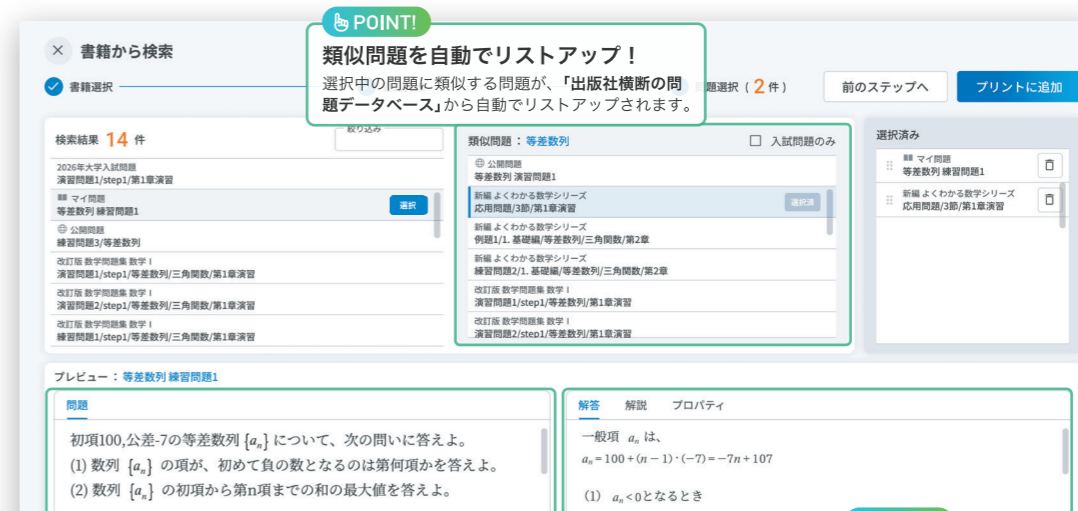 POINT!
類似問題を自動でリストアップ！
選択中の問題に類似する問題が、「出版社横断の問
題データベース」から自動でリストアップされます。
× 書籍から検索
書籍選択
題選択 ( 2 件 )
前のステップへ
プリントに追加
検索結果 14 件
絞り込み
2026年大学入試問題
演習問題1/step1/第1章演習
マイ問題
等差数列 練習問題1
選択
公開問題
練習問題3/等差数列
改訂版 数学問題集 数学 I
演習問題1/step1/等差数列/三角関数/第1章演習
改訂版 数学問題集 数学 I
演習問題2/step1/等差数列/三角関数/第1章演習
改訂版 数学問題集 数学 I
練習問題1/step1/等差数列/三角関数/第1章演習
類似問題：等差数列
入試問題のみ
公開問題
等差数列 演習問題1
新編 よくわかる数学シリーズ
応用問題/3節/第1章演習
選択済
新編 よくわかる数学シリーズ
例題1/1. 基礎編/等差数列/三角関数/第2章
新編 よくわかる数学シリーズ
練習問題2/1. 基礎編/等差数列/三角関数/第2章
改訂版 数学問題集 数学 I
演習問題1/step1/等差数列/第1章演習
改訂版 数学問題集 数学 I
演習問題2/step1/等差数列/第1章演習
選択済み
マイ問題
等差数列 練習問題1
新編 よくわかる数学シリーズ
応用問題/3節/第1章演習
プレビュー：等差数列 練習問題1
問題
初項100,公差-7の等差数列 {aₙ} について、次の問いに答えよ。
(1) 数列 {aₙ} の項が、初めて負の数となるのは第何項かを答えよ。
(2) 数列 {aₙ} の初項から第n項までの和の最大値を答えよ。
解答 解説 プロパティ
一般項 aₙ は、
aₙ=100+(n−1)·(−7)=−7n+107
(1) aₙ<0となるとき